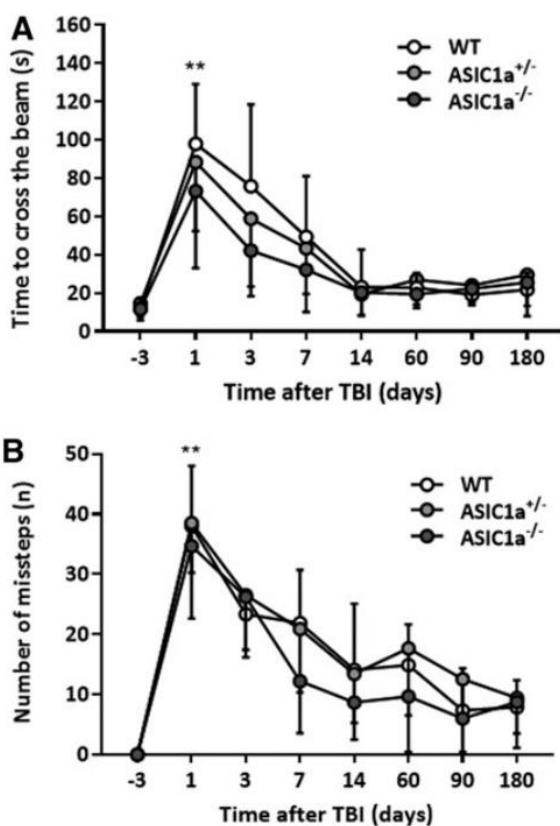 A
Time to cross the beam (s)
160
140
120
100
80
60
40
20
0
**
WT
ASIC1a+/-
ASIC1a-/-
-3 1 3 7 14 60 90 180
Time after TBI (days)
B
Number of missteps (n)
50
40
30
20
10
0
**
WT
ASIC1a+/-
ASIC1a-/-
-3 1 3 7 14 60 90 180
Time after TBI (days)